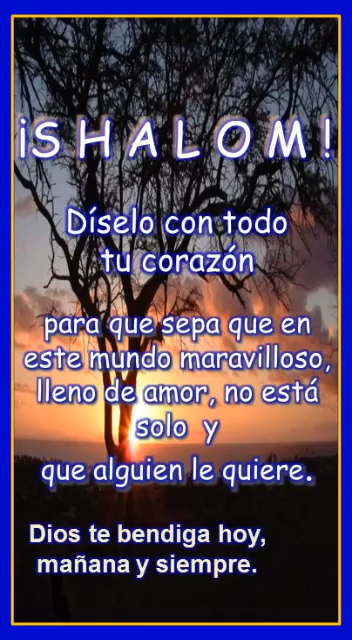 ¡S H A L O M !
Díselo con todo
tu corazón
para que sepa que en
este mundo maravilloso,
lleno de amor, no está
solo y
que alguien le quiere.
Dios te bendiga hoy,
mañana y siempre.